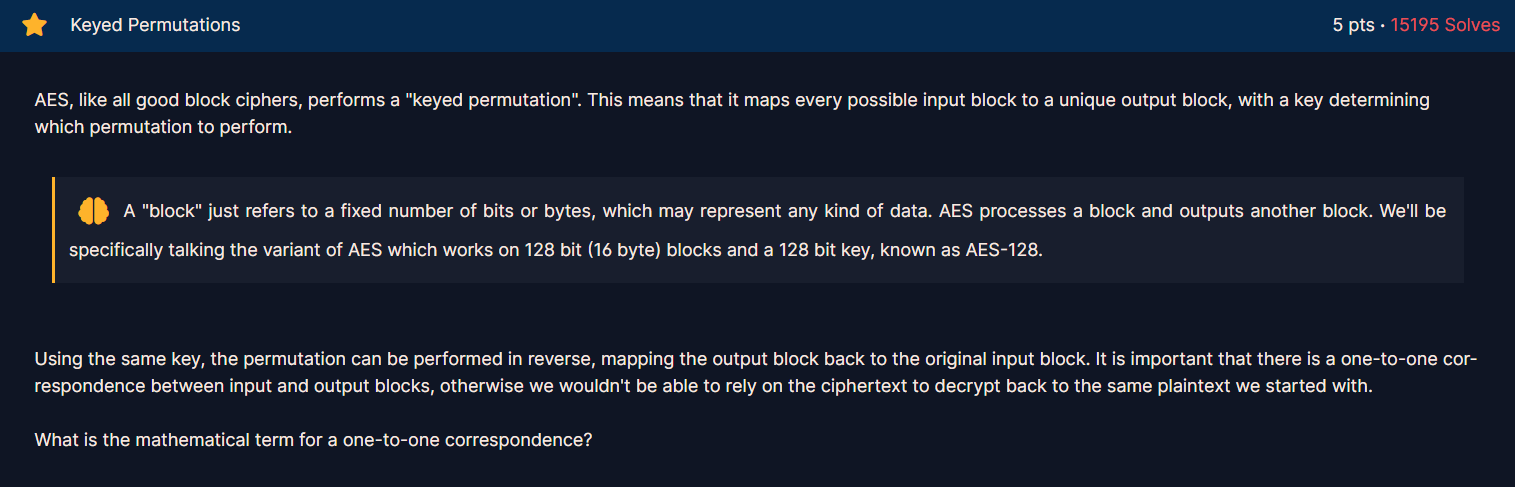 Keyed Permutations
5 pts · 15195 Solves
AES, like all good block ciphers, performs a "keyed permutation". This means that it maps every possible input block to a unique output block, with a key determining
which permutation to perform.
A "block" just refers to a fixed number of bits or bytes, which may represent any kind of data. AES processes a block and outputs another block. We'll be
specifically talking the variant of AES which works on 128 bit (16 byte) blocks and a 128 bit key, known as AES-128.
Using the same key, the permutation can be performed in reverse, mapping the output block back to the original input block. It is important that there is a one-to-one cor-
respondence between input and output blocks, otherwise we wouldn't be able to rely on the ciphertext to decrypt back to the same plaintext we started with.
What is the mathematical term for a one-to-one correspondence?